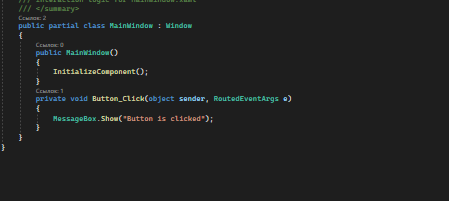 /// Interaction logic for MainWindow.xaml
/// </summary>
Ссылок: 2
public partial class MainWindow : Window
{
Ссылок: 0
public MainWindow()
{
InitializeComponent();
}
Ссылок: 1
private void Button_Click(object sender, RoutedEventArgs e)
{
MessageBox.Show("Button is clicked");
}
}
}